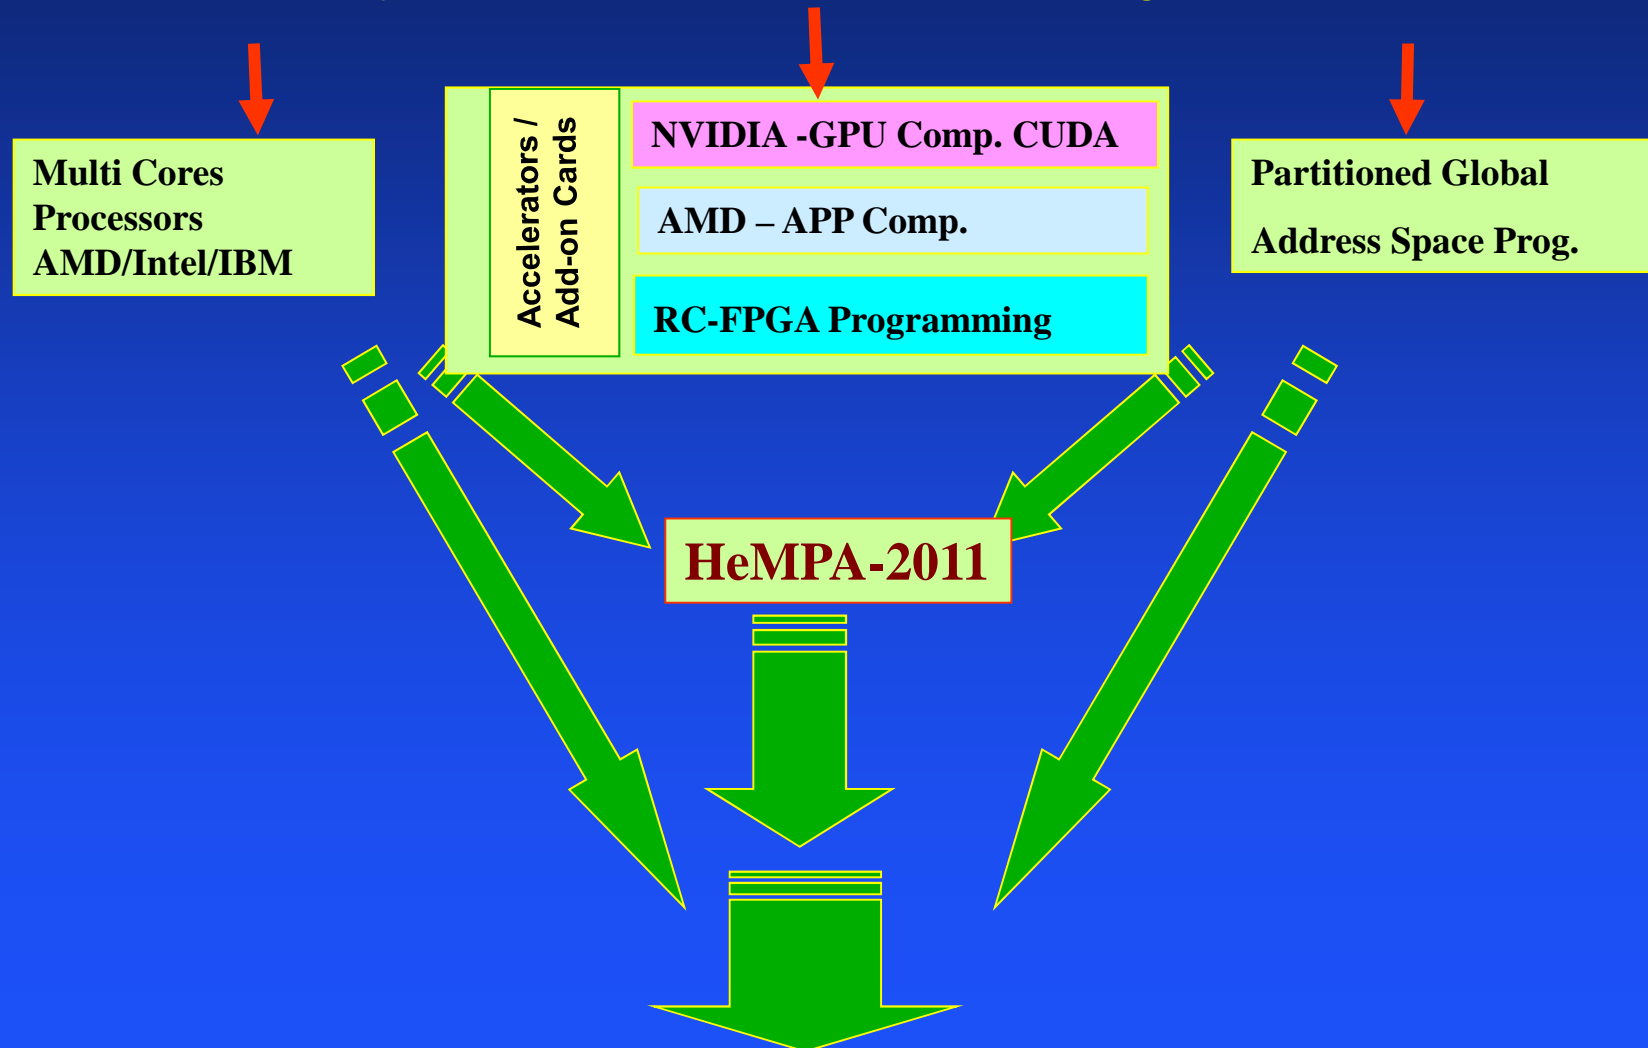 Multi Cores
Processors
AMD/Intel/IBM
Accelerators /
Add-on Cards
NVIDIA -GPU Comp. CUDA
AMD – APP Comp.
RC-FPGA Programming
Partitioned Global
Address Space Prog.
HeMPA-2011